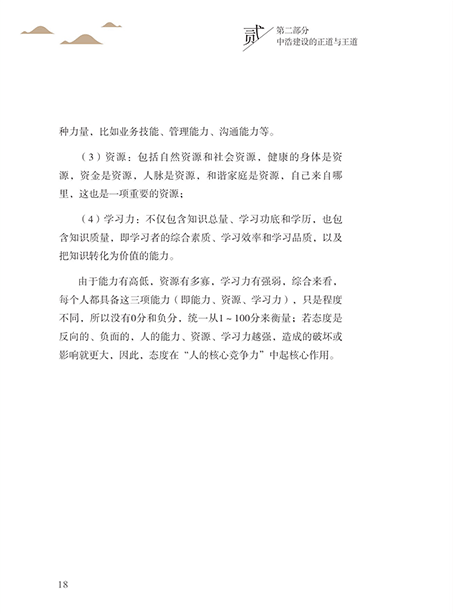 贰
第二部分
中浩建设的正道与王道
种力量，比如业务技能、管理能力、沟通能力等。
（3）资源：包括自然资源和社会资源，健康的身体是资
源，资金是资源，人脉是资源，和谐家庭是资源，自己来自哪
里，这也是一项重要的资源；
（4）学习力：不仅包含知识总量、学习功底和学历，也包
含知识质量，即学习者的综合素质、学习效率和学习品质，以及
把知识转化为价值的能力。
由于能力有高低，资源有多寡，学习力有强弱，综合来看，
每个人都具备这三项能力（即能力、资源、学习力），只是程度
不同，所以没有0分和负分，统一从1～100分来衡量；若态度是
反向的、负面的，人的能力、资源、学习力越强，造成的破坏或
影响就更大，因此，态度在“人的核心竞争力”中起核心作用。
18